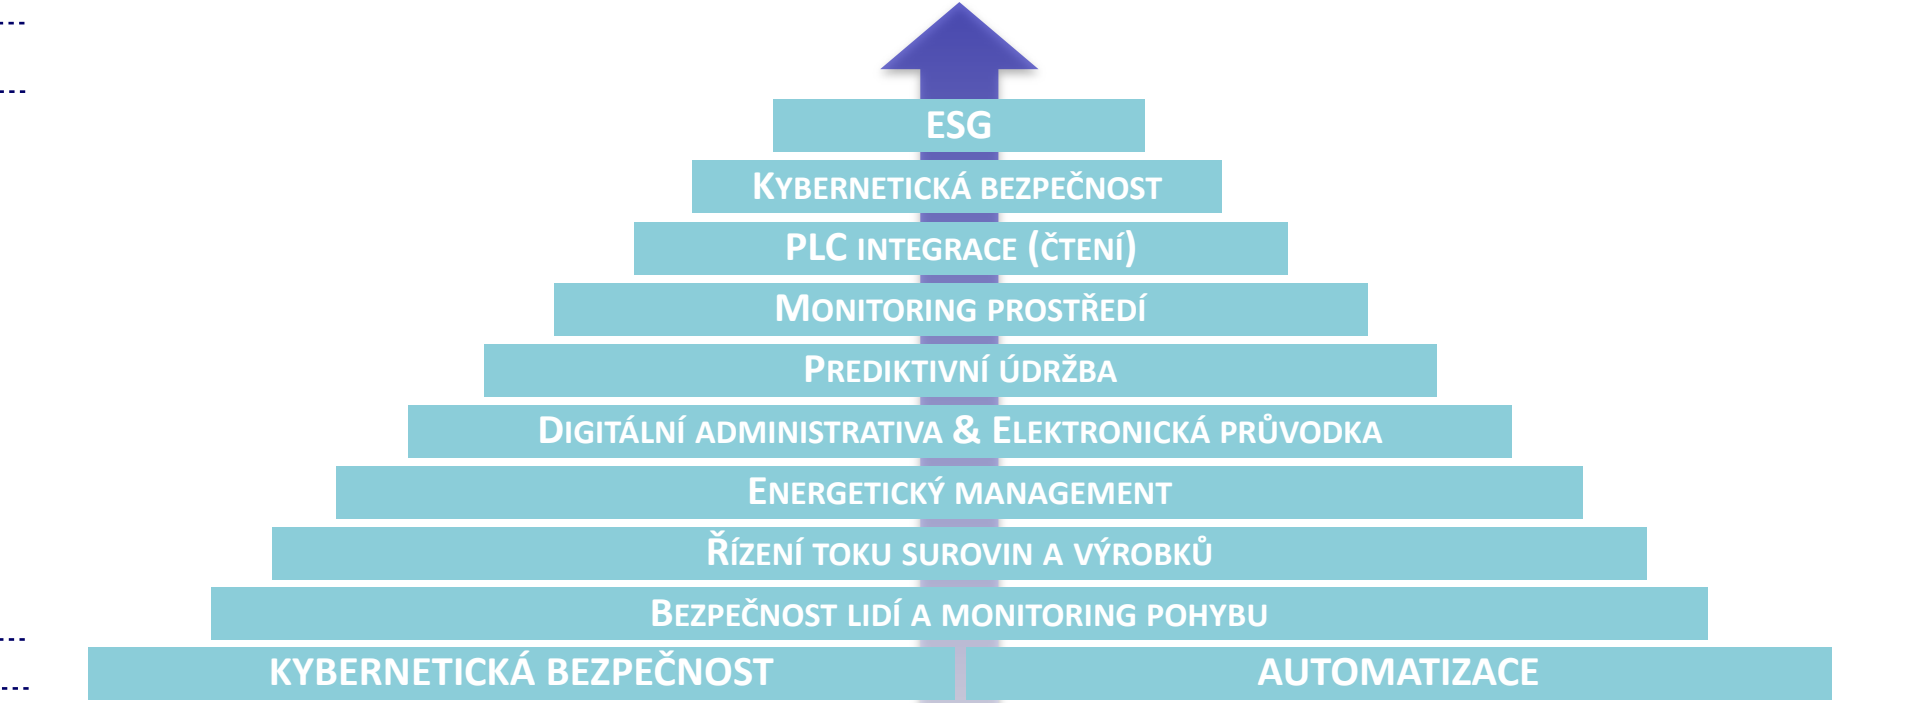 ESG
Kybernetická bezpečnost
PLC integrace (čtení)
Monitoring prostředí
Prediktivní údržba
Digitální administrativa & Elektronická průvodka
Energetický management
Řízení toku surovin a výrobků
Bezpečnost lidí a monitoring pohybu
KYBERNETICKÁ BEZPEČNOST
AUTOMATIZACE